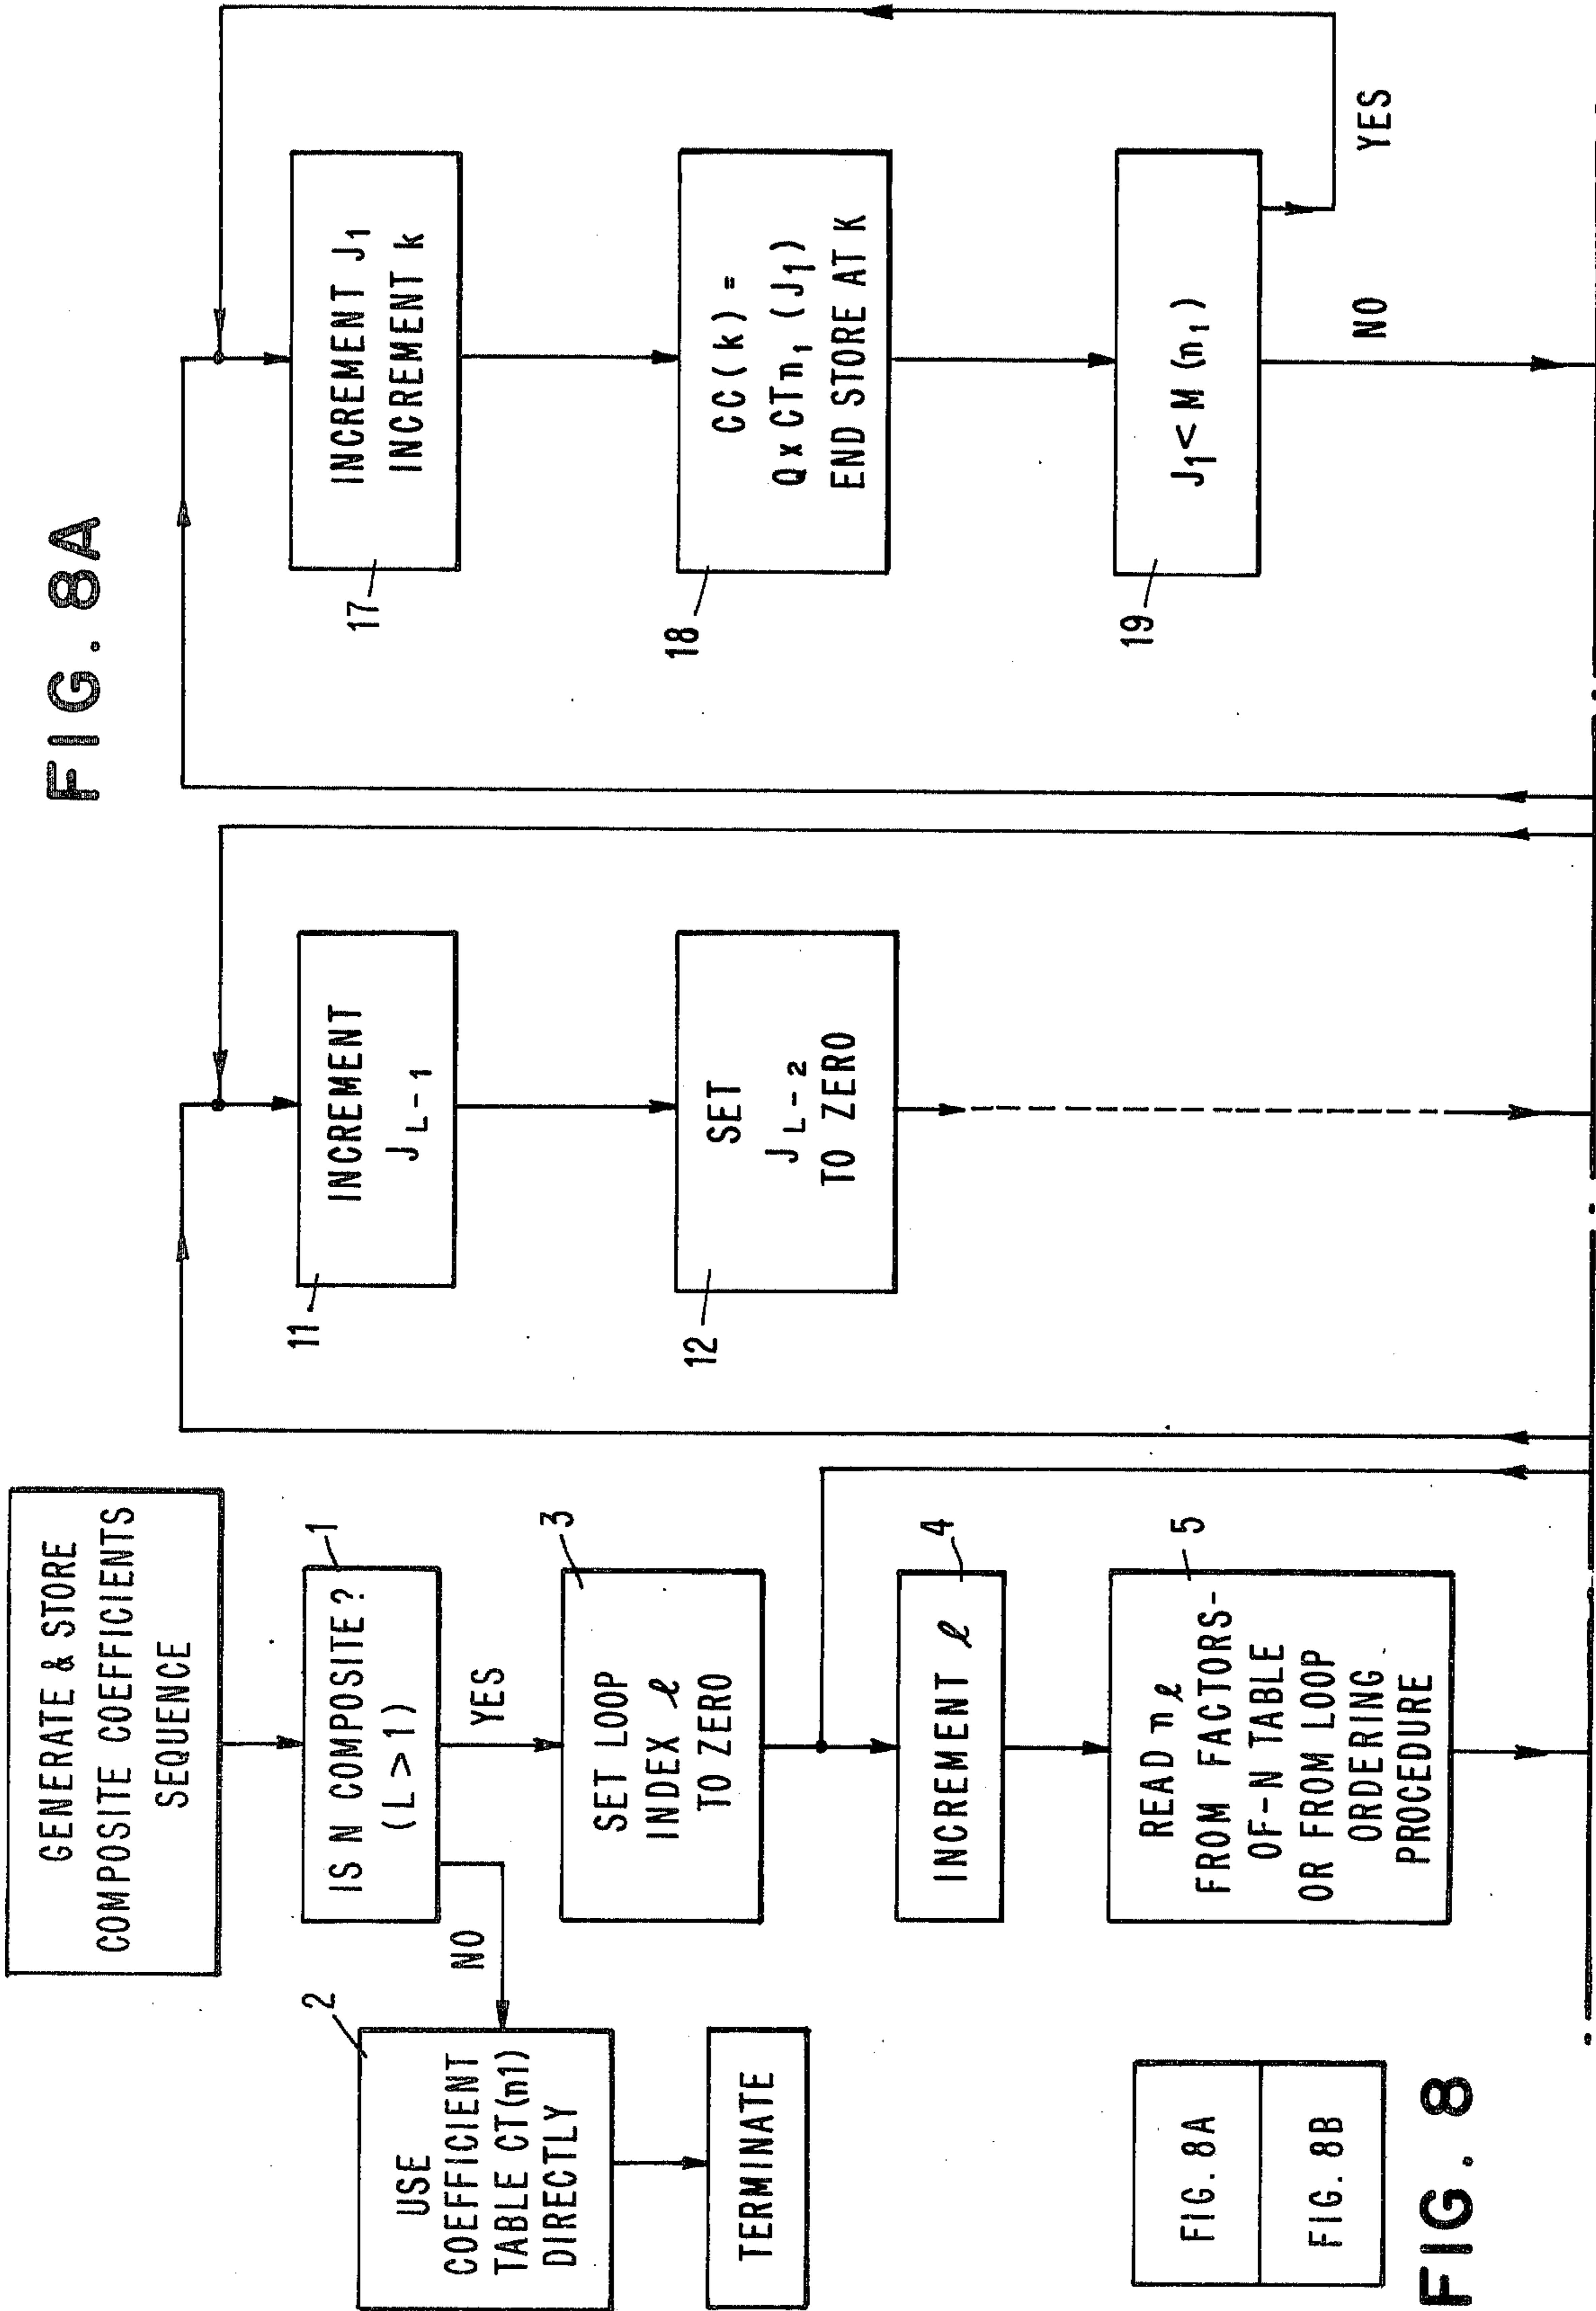 FIG. 8A
GENERATE & STORE
COMPOSITE COEFFICIENTS
SEQUENCE
1
IS N COMPOSITE?
(L > 1)
NO
YES
2
USE
COEFFICIENT
TABLE CT(n1)
DIRECTLY
TERMINATE
3
SET LOOP
INDEX ℓ
TO ZERO
4
INCREMENT ℓ
5
READ n ℓ
FROM FACTORS-
OF-N TABLE
OR FROM LOOP
ORDERING
PROCEDURE
11
INCREMENT
J L-1
12
SET
J L-2
TO ZERO
17
INCREMENT J1
INCREMENT k
18
CC(k) =
Q x CTn1 (J1)
END STORE AT K
19
J1 < M (n1)
YES
NO
FIG. 8A
FIG. 8B
FIG. 8